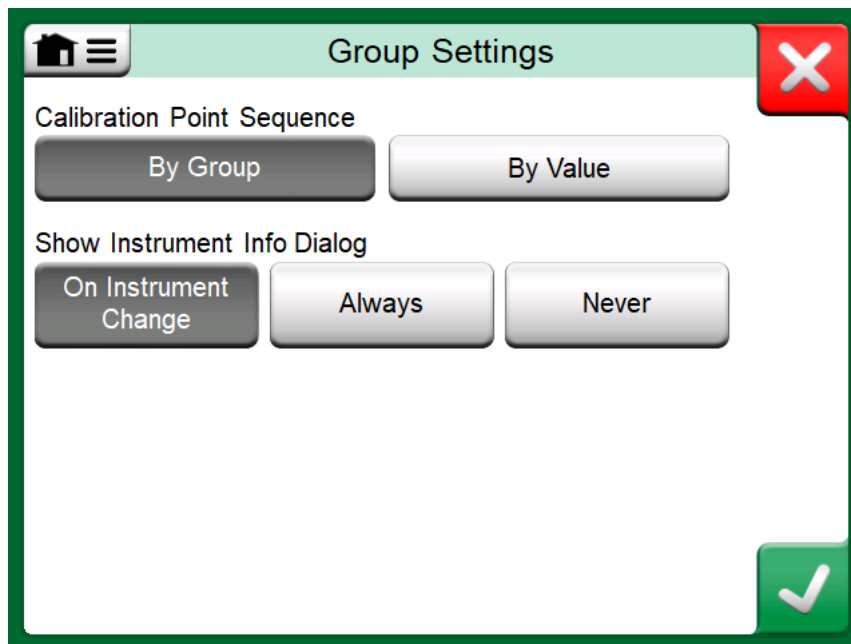 Group Settings
Calibration Point Sequence
By Group
By Value
Show Instrument Info Dialog
On Instrument
Change
Always
Never